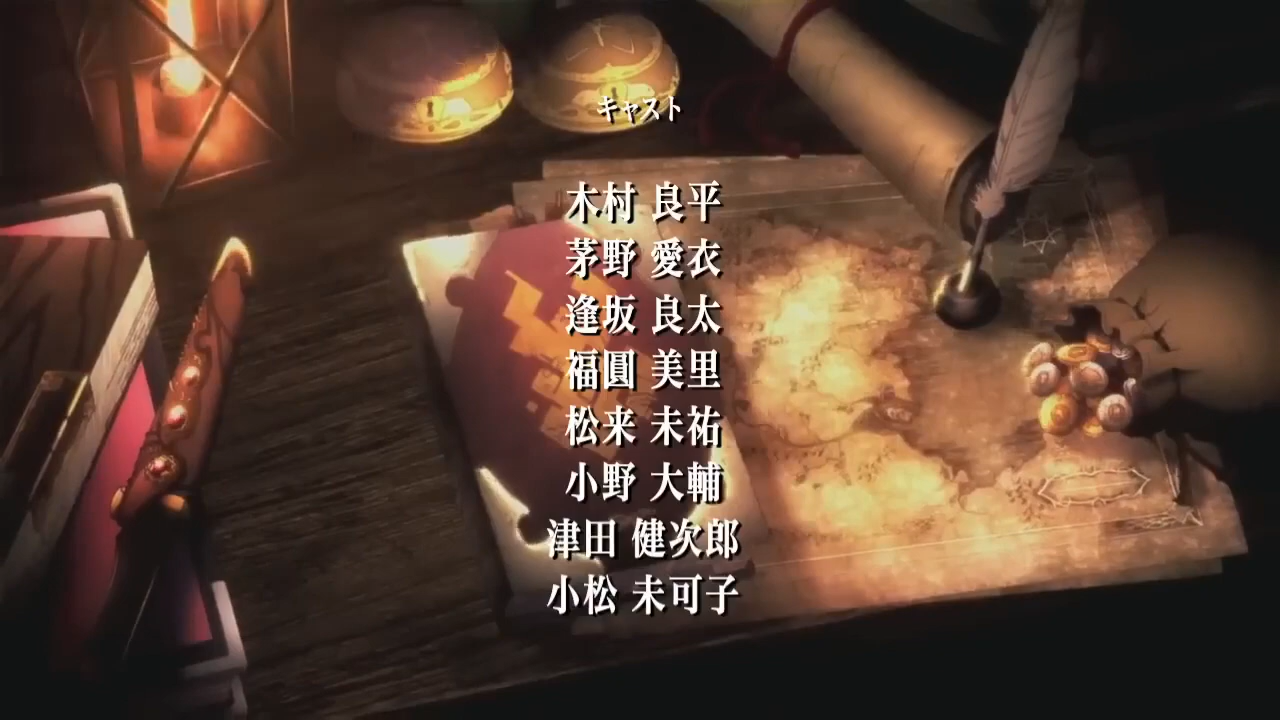 キャスト
木村 良平
茅野 愛衣
逢坂 良太
福圓 美里
松来 未祐
小野 大輔
津田 健次郎
小松 未可子